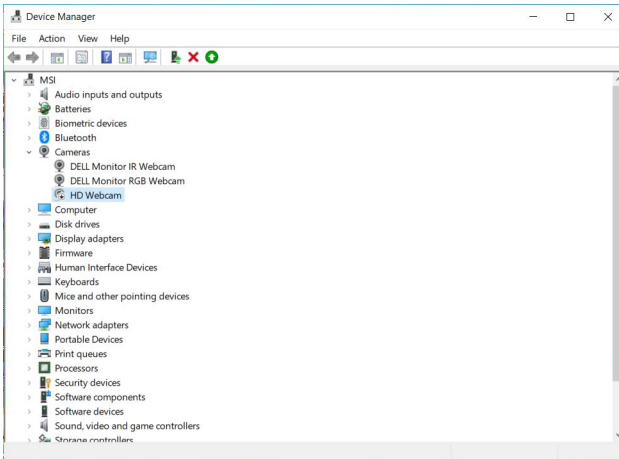 Device Manager
File Action View Help
MSI
Audio inputs and outputs
Batteries
Biometric devices
Bluetooth
Cameras
DELL Monitor IR Webcam
DELL Monitor RGB Webcam
HD Webcam
Computer
Disk drives
Display adapters
Firmware
Human Interface Devices
Keyboards
Mice and other pointing devices
Monitors
Network adapters
Portable Devices
Print queues
Processors
Security devices
Software components
Software devices
Sound, video and game controllers
Storage controllers